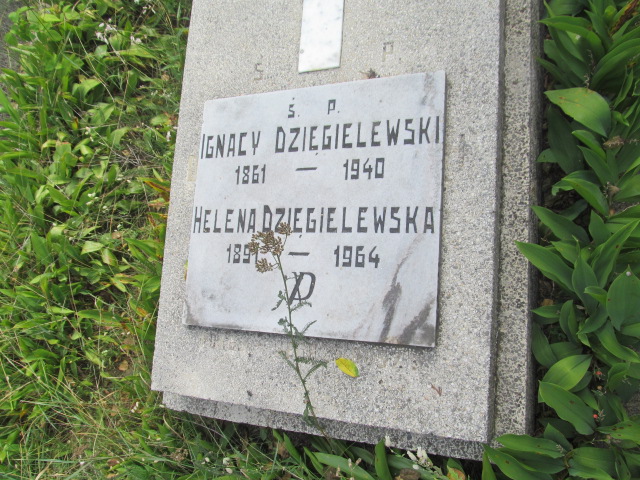 S P
Ś. P.
IGNACY DZIĘGIELEWSKI
1861 — 1940
HELENA DZIĘGIELEWSKA
— 1964